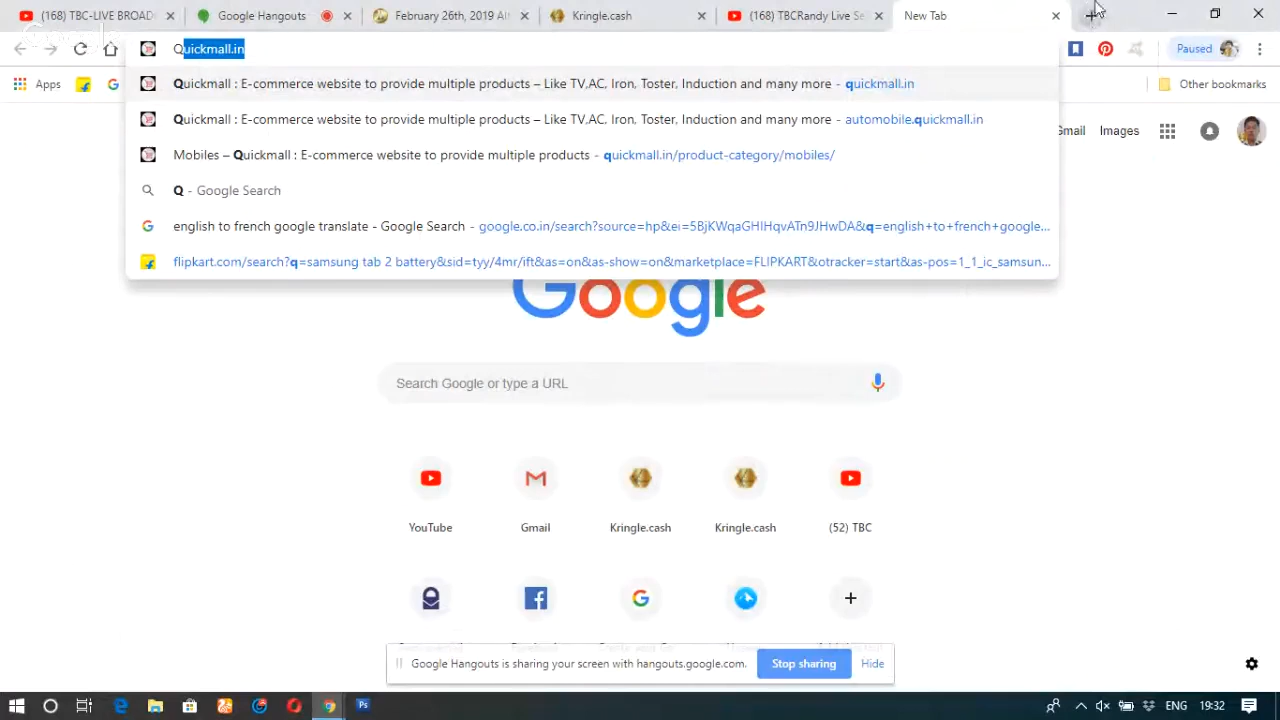 (168) TBC-LIVE BROAD
Google Hangouts
February 26th, 2019 Alt
Kringle.cash
(168) TBCRandy Live Se
New Tab
Quickmall.in
Paused
Quickmall : E-commerce website to provide multiple products – Like TV,AC, Iron, Toster, Induction and many more - quickmall.in
Quickmall : E-commerce website to provide multiple products – Like TV,AC, Iron, Toster, Induction and many more - automobile.quickmall.in
Mobiles – Quickmall : E-commerce website to provide multiple products - quickmall.in/product-category/mobiles/
Q - Google Search
english to french google translate - Google Search - google.co.in/search?source=hp&ei=5BjKWqaGHIHqvATn9JHwDA&q=english+to+french+google...
flipkart.com/search?q=samsung tab 2 battery&sid=tyy/4mr/ift&as=on&as-show=on&marketplace=FLIPKART&otracker=start&as-pos=1_1_ic_samsun...
Apps
Other bookmarks
Gmail
Images
Google
Search Google or type a URL
YouTube
Gmail
Kringle.cash
Kringle.cash
(52) TBC
Google Hangouts is sharing your screen with hangouts.google.com.
Stop sharing
Hide
ENG
19:32